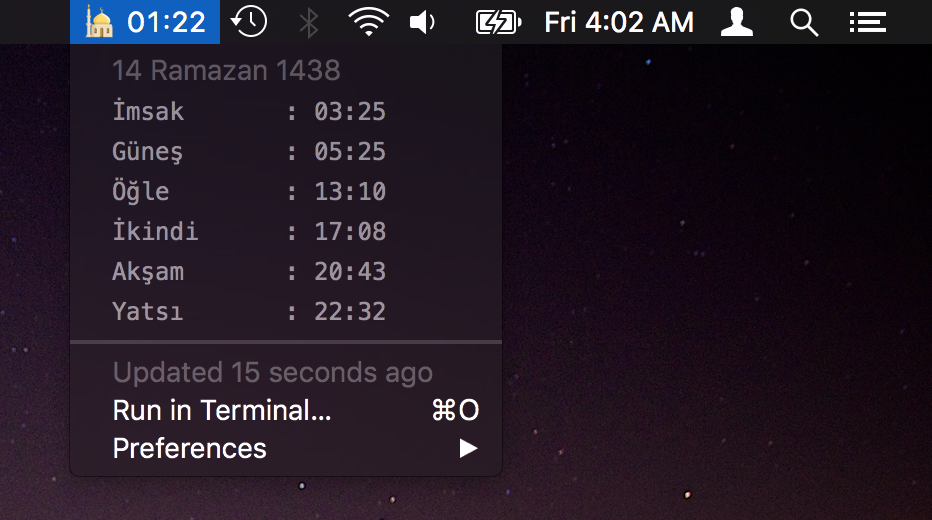 01:22 Fri 4:02 AM
14 Ramazan 1438
İmsak : 03:25
Güneş : 05:25
Öğle : 13:10
İkindi : 17:08
Akşam : 20:43
Yatsı : 22:32
Updated 15 seconds ago
Run in Terminal... ⌘O
Preferences ▶